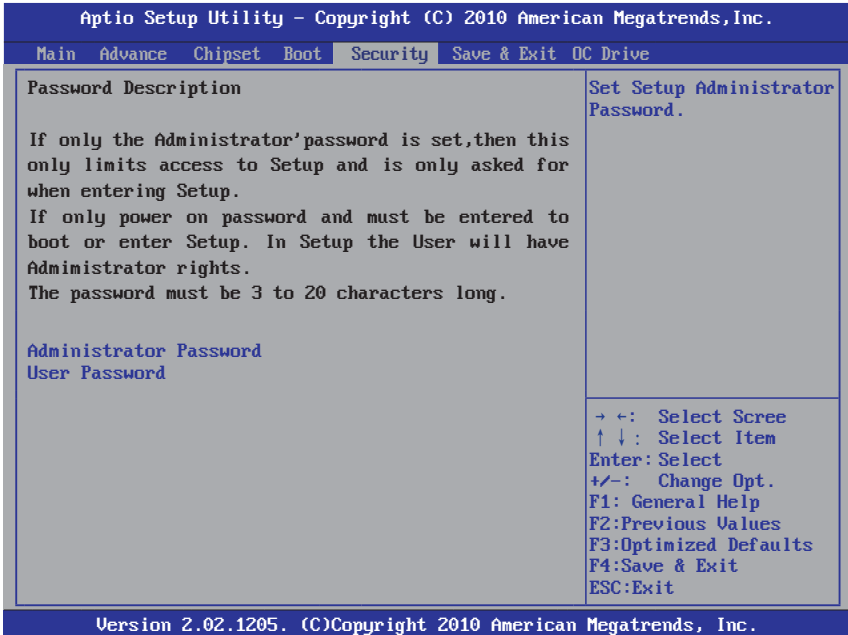 Aptio Setup Utility - Copyright (C) 2010 American Megatrends,Inc.
Main Advance Chipset Boot Security Save & Exit OC Drive
Password Description
If only the Administrator'password is set,then this
only limits access to Setup and is only asked for
when entering Setup.
If only power on password and must be entered to
boot or enter Setup. In Setup the User will have
Admimistrator rights.
The password must be 3 to 20 characters long.
Administrator Password
User Password
Set Setup Administrator
Password.
→ ←: Select Scree
↑ ↓: Select Item
Enter: Select
+/-: Change Opt.
F1: General Help
F2:Previous Values
F3:Optimized Defaults
F4:Save & Exit
ESC:Exit
Version 2.02.1205. (C)Copyright 2010 American Megatrends, Inc.